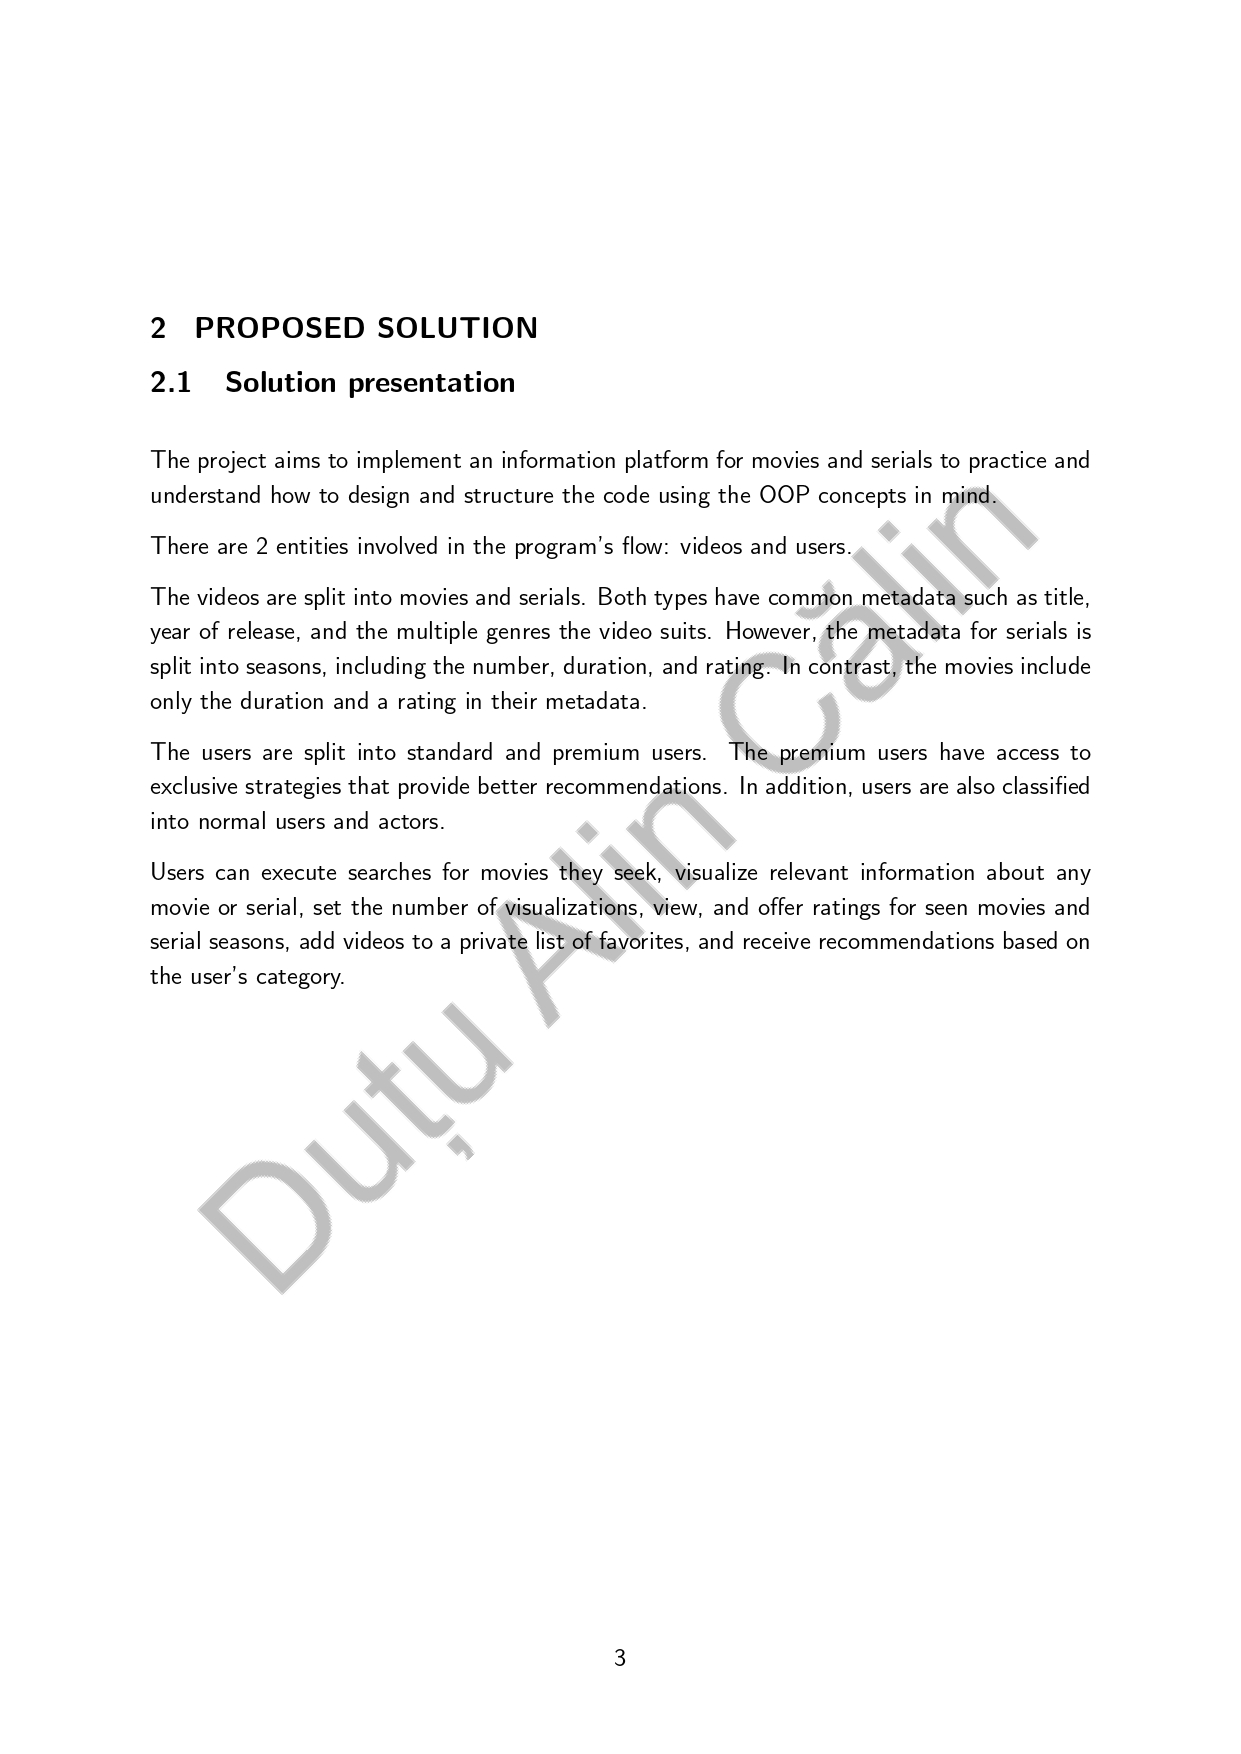 2 PROPOSED SOLUTION
2.1 Solution presentation
The project aims to implement an information platform for movies and serials to practice and
understand how to design and structure the code using the OOP concepts in mind.
There are 2 entities involved in the program's flow: videos and users.
The videos are split into movies and serials. Both types have common metadata such as title,
year of release, and the multiple genres the video suits. However, the metadata for serials is
split into seasons, including the number, duration, and rating. In contrast, the movies include
only the duration and a rating in their metadata.
The users are split into standard and premium users. The premium users have access to
exclusive strategies that provide better recommendations. In addition, users are also classified
into normal users and actors.
Users can execute searches for movies they seek, visualize relevant information about any
movie or serial, set the number of visualizations, view, and offer ratings for seen movies and
serial seasons, add videos to a private list of favorites, and receive recommendations based on
the user's category.
Duțu Alin Călin
3